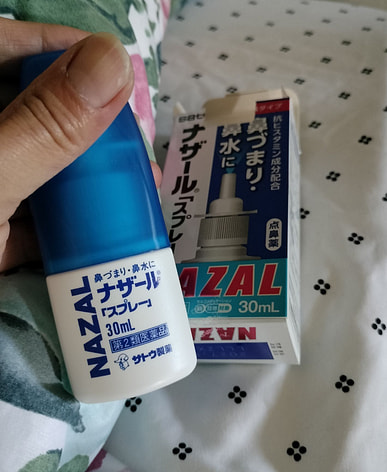 NAZAL
鼻づまり・鼻水に
ナザール®
「スプレー」
30mL
第2類医薬品
サトウ製薬
抗ヒスタミン成分配合
鼻づまり・
鼻水に
ナザール®「スプレー
点鼻薬
NAZAL
30mL
NAZAL